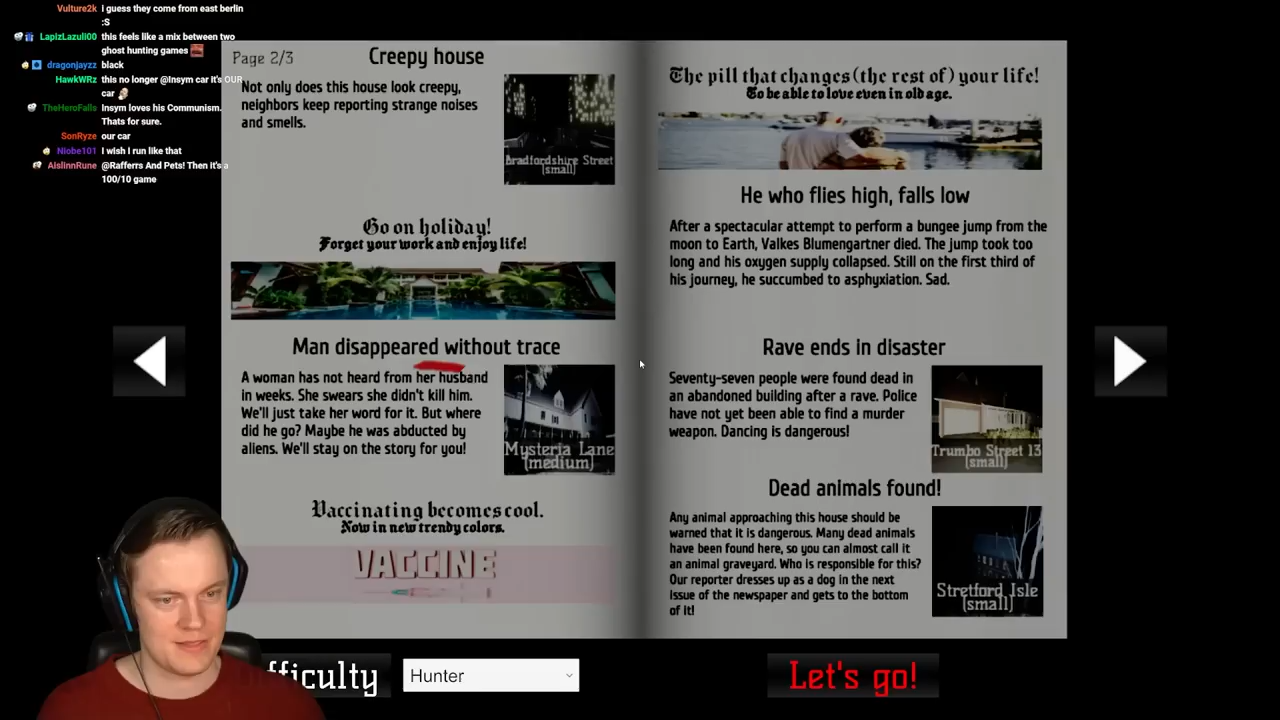 Vulture2k I guess they come from east berlin
:S
LapizLazuli00 this feels like a mix between two
ghost hunting games
dragonjayzz black
HawkWRz this no longer @Insym car it's OUR
car
TheHeroFalls Insym loves his Communism.
Thats for sure.
SonRyze our car
Niobe101 I wish I run like that
AislinnRune @Rafferrs And Pets! Then it's a
100/10 game
Page 2/3
Creepy house
Not only does this house look creepy,
neighbors keep reporting strange noises
and smells.
Bradfordshire Street
(small)
Go on holiday!
Forget your work and enjoy life!
Man disappeared without trace
A woman has not heard from her husband
in weeks. She swears she didn't kill him.
We'll just take her word for it. But where
did he go? Maybe he was abducted by
aliens. We'll stay on the story for you!
Mysteria Lane
(medium)
Vaccinating becomes cool.
Now in new trendy colors.
VACCINE
The pill that changes (the rest of) your life!
To be able to love even in old age.
He who flies high, falls low
After a spectacular attempt to perform a bungee jump from the
moon to Earth, Valkes Blumengartner died. The jump took too
long and his oxygen supply collapsed. Still on the first third of
his journey, he succumbed to asphyxiation. Sad.
Rave ends in disaster
Seventy-seven people were found dead in
an abandoned building after a rave. Police
have not yet been able to find a murder
weapon. Dancing is dangerous!
Trumbo Street 13
(small)
Dead animals found!
Any animal approaching this house should be
warned that it is dangerous. Many dead animals
have been found here, so you can almost call it
an animal graveyard. Who is responsible for this?
Our reporter dresses up as a dog in the next
issue of the newspaper and gets to the bottom
of it!
Stretford Isle
(small)
Hunter
Let's go!